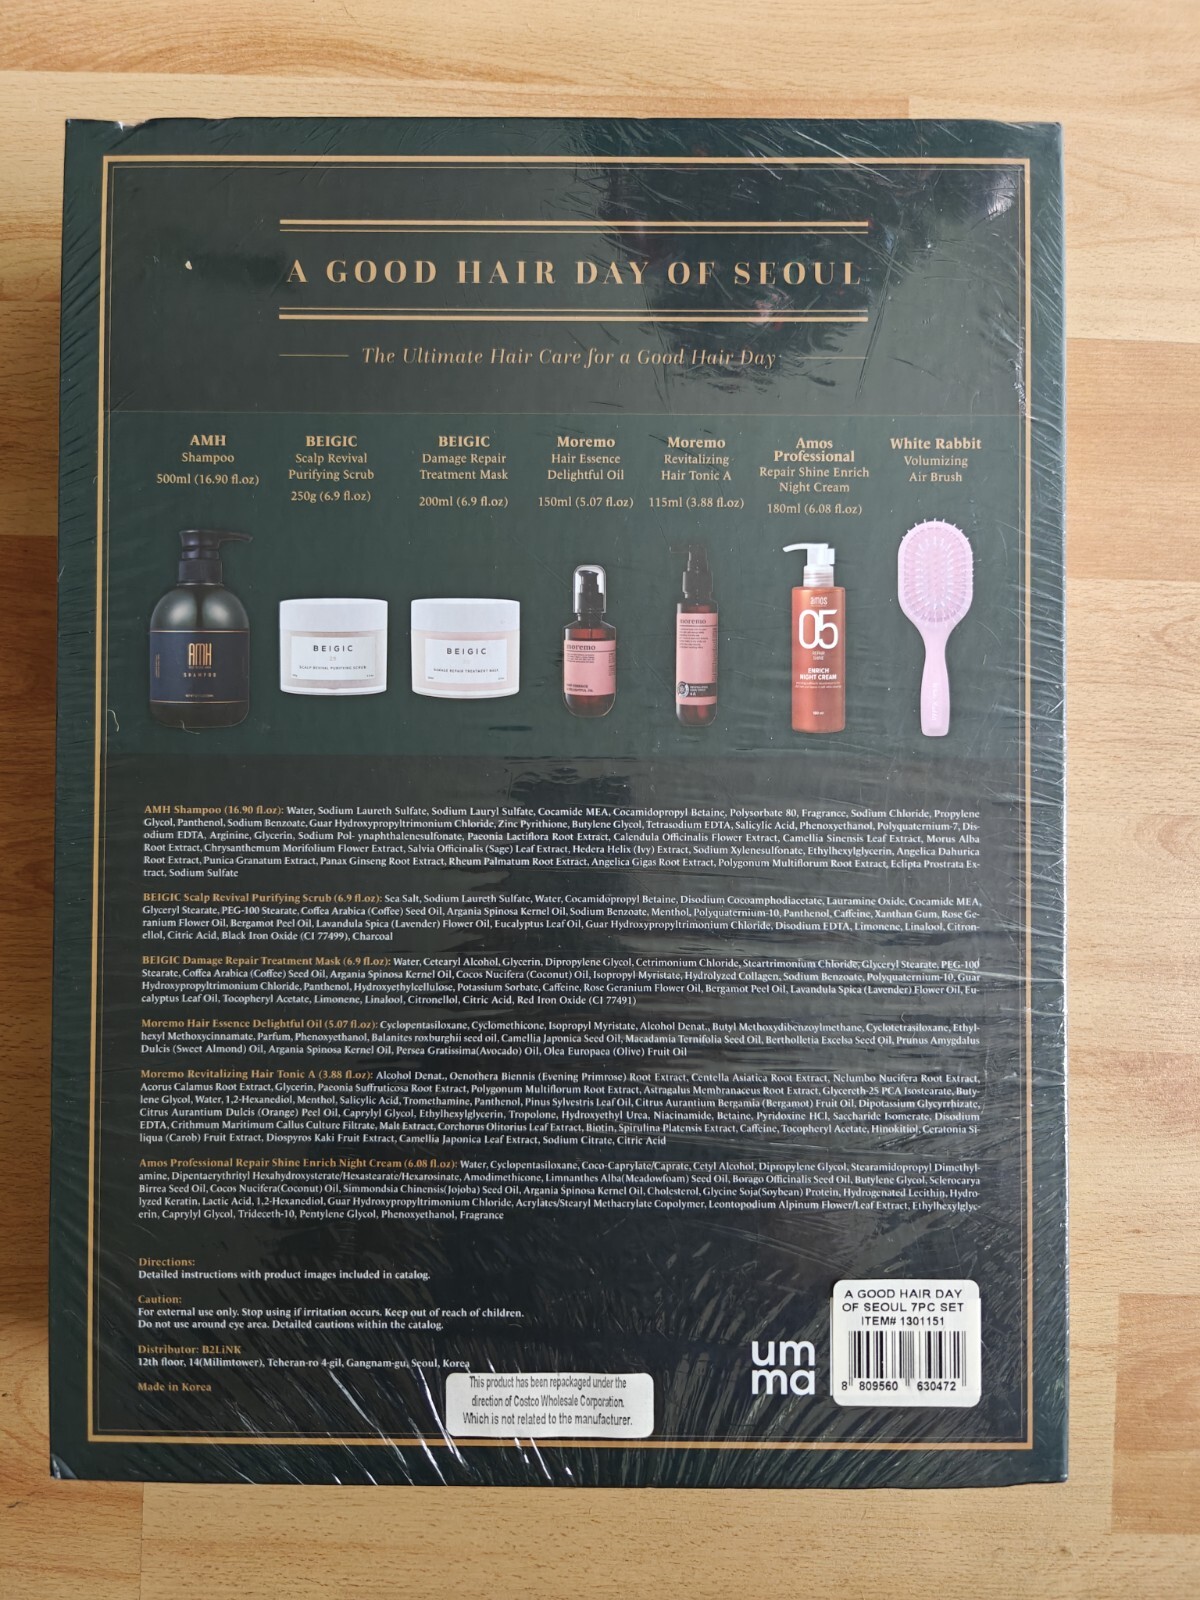 A GOOD HAIR DAY OF SEOUL
The Ultimate Hair Care for a Good Hair Day
AMH
Shampoo
500ml (16.90 fl.oz)
BEIGIC
Scalp Revival
Purifying Scrub
250g (6.9 fl.oz)
BEIGIC
Damage Repair
Treatment Mask
200ml (6.9 fl.oz)
Moremo
Hair Essence
Delightful Oil
150ml (5.07 fl.oz)
Moremo
Revitalizing
Hair Tonic A
115ml (3.88 fl.oz)
Amos
Professional
Repair Shine Enrich
Night Cream
180ml (6.08 fl.oz)
White Rabbit
Volumizing
Air Brush
AMH
SHAMPOO
BEIGIC
SCALP REVIVAL PURIFYING SCRUB
BEIGIC
DAMAGE REPAIR TREATMENT MASK
moremo
moremo
amos
05
REPAIR
CARE
ENRICH
NIGHT CREAM
AMH Shampoo (16.90 fl.oz): Water, Sodium Laureth Sulfate, Sodium Lauryl Sulfate, Cocamide MEA, Cocamidopropyl Betaine, Polysorbate 80, Fragrance, Sodium Chloride, Propylene
Glycol, Panthenol, Sodium Benzoate, Guar Hydroxypropyltrimonium Chloride, Zinc Pyrithione, Butylene Glycol, Tetrasodium EDTA, Salicylic Acid, Phenoxyethanol, Polyquaternium-7, Dis-
odium EDTA, Arginine, Glycerin, Sodium Pol- ynaphthalenesulfonate, Paeonia Lactiflora Root Extract, Calendula Officinalis Flower Extract, Camellia Sinensis Leaf Extract, Morus Alba
Root Extract, Chrysanthemum Morifolium Flower Extract, Salvia Officinalis (Sage) Leaf Extract, Hedera Helix (Ivy) Extract, Sodium Xylenesulfonate, Ethylhexylglycerin, Angelica Dahurica
Root Extract, Punica Granatum Extract, Panax Ginseng Root Extract, Rheum Palmatum Root Extract, Angelica Gigas Root Extract, Polygonum Multiflorum Root Extract, Eclipta Prostrata Ex-
tract, Sodium Sulfate
BEIGIC Scalp Revival Purifying Scrub (6.9 fl.oz): Sea Salt, Sodium Laureth Sulfate, Water, Cocamidopropyl Betaine, Disodium Cocoamphodiacetate, Lauramine Oxide, Cocamide MEA,
Glyceryl Stearate, PEG-100 Stearate, Coffea Arabica (Coffee) Seed Oil, Argania Spinosa Kernel Oil, Sodium Benzoate, Menthol, Polyquaternium-10, Panthenol, Caffeine, Xanthan Gum, Rose Ge-
ranium Flower Oil, Bergamot Peel Oil, Lavandula Spica (Lavender) Flower Oil, Eucalyptus Leaf Oil, Guar Hydroxypropyltrimonium Chloride, Disodium EDTA, Limonene, Linalool, Citron-
ellol, Citric Acid, Black Iron Oxide (CI 77499), Charcoal
BEIGIC Damage Repair Treatment Mask (6.9 fl.oz): Water, Cetearyl Alcohol, Glycerin, Dipropylene Glycol, Cetrimonium Chloride, Steartrimonium Chloride, Glyceryl Stearate, PEG-100
Stearate, Coffea Arabica (Coffee) Seed Oil, Argania Spinosa Kernel Oil, Cocos Nucifera (Coconut) Oil, Isopropyl Myristate, Hydrolyzed Collagen, Sodium Benzoate, Polyquaternium-10, Guar
Hydroxypropyltrimonium Chloride, Panthenol, Hydroxyethylcellulose, Potassium Sorbate, Caffeine, Rose Geranium Flower Oil, Bergamot Peel Oil, Lavandula Spica (Lavender) Flower Oil, Eu-
calyptus Leaf Oil, Tocopheryl Acetate, Limonene, Linalool, Citronellol, Citric Acid, Red Iron Oxide (CI 77491)
Moremo Hair Essence Delightful Oil (5.07 fl.oz): Cyclopentasiloxane, Cyclomethicone, Isopropyl Myristate, Alcohol Denat., Butyl Methoxydibenzoylmethane, Cyclotetrasiloxane, Ethyl-
hexyl Methoxycinnamate, Parfum, Phenoxyethanol, Balanites roxburghii seed oil, Camellia Japonica Seed Oil, Macadamia Ternifolia Seed Oil, Bertholletia Excelsa Seed Oil, Prunus Amygdalus
Dulcis (Sweet Almond) Oil, Argania Spinosa Kernel Oil, Persea Gratissima(Avocado) Oil, Olea Europaea (Olive) Fruit Oil
Moremo Revitalizing Hair Tonic A (3.88 fl.oz): Alcohol Denat., Oenothera Biennis (Evening Primrose) Root Extract, Centella Asiatica Root Extract, Nelumbo Nucifera Root Extract,
Acorus Calamus Root Extract, Glycerin, Paeonia Suffruticosa Root Extract, Polygonum Multiflorum Root Extract, Astragalus Membranaceus Root Extract, Glycereth-25 PCA Isostearate, Buty-
lene Glycol, Water, 1,2-Hexanediol, Menthol, Salicylic Acid, Tromethamine, Panthenol, Pinus Sylvestris Leaf Oil, Citrus Aurantium Bergamia (Bergamot) Fruit Oil, Dipotassium Glycyrrhizate,
Citrus Aurantium Dulcis (Orange) Peel Oil, Caprylyl Glycol, Ethylhexylglycerin, Tropolone, Hydroxyethyl Urea, Niacinamide, Betaine, Pyridoxine HCl, Saccharide Isomerate, Disodium
EDTA, Crithmum Maritimum Callus Culture Filtrate, Malt Extract, Corchorus Olitorius Leaf Extract, Biotin, Spirulina Platensis Extract, Caffeine, Tocopheryl Acetate, Hinokitiol, Ceratonia Si-
liqua (Carob) Fruit Extract, Diospyros Kaki Fruit Extract, Camellia Japonica Leaf Extract, Sodium Citrate, Citric Acid
Amos Professional Repair Shine Enrich Night Cream (6.08 fl.oz): Water, Cyclopentasiloxane, Coco-Caprylate/Caprate, Cetyl Alcohol, Dipropylene Glycol, Stearamidopropyl Dimethyl-
amine, Dipentaerythrityl Hexahydroxysterate/Hexastearate/Hexarosinate, Amodimethicone, Limnanthes Alba(Meadowfoam) Seed Oil, Borago Officinalis Seed Oil, Butylene Glycol, Sclerocarya
Birrea Seed Oil, Cocos Nucifera(Coconut) Oil, Simmondsia Chinensis(Jojoba) Seed Oil, Argania Spinosa Kernel Oil, Cholesterol, Glycine Soja(Soybean) Protein, Hydrogenated Lecithin, Hydro-
lyzed Keratin, Lactic Acid, 1,2-Hexanediol, Guar Hydroxypropyltrimonium Chloride, Acrylates/Stearyl Methacrylate Copolymer, Leontopodium Alpinum Flower/Leaf Extract, Ethylhexylglyc-
erin, Caprylyl Glycol, Trideceth-10, Pentylene Glycol, Phenoxyethanol, Fragrance
Directions:
Detailed instructions with product images included in catalog.
Caution:
For external use only. Stop using if irritation occurs. Keep out of reach of children.
Do not use around eye area. Detailed cautions within the catalog.
Distributor: B2LiNK
12th floor, 14(Milimtower), Teheran-ro 4-gil, Gangnam-gu, Seoul, Korea
Made in Korea
This product has been repackaged under the
direction of Costco Wholesale Corporation.
Which is not related to the manufacturer.
um
ma
A GOOD HAIR DAY
OF SEOUL 7PC SET
ITEM# 1301151
8 809560 630472